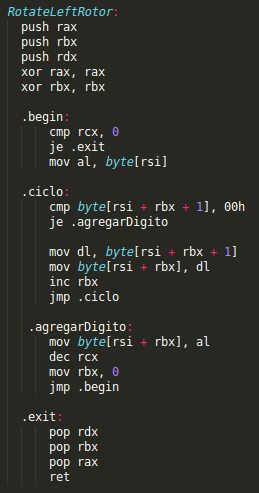 RotateLeftRotor:
push rax
push rbx
push rdx
xor rax, rax
xor rbx, rbx
.begin:
cmp rcx, 0
je .exit
mov al, byte[rsi]
.ciclo:
cmp byte[rsi + rbx + 1], 00h
je .agregarDigito
mov dl, byte[rsi + rbx + 1]
mov byte[rsi + rbx], dl
inc rbx
jmp .ciclo
.agregarDigito:
mov byte[rsi + rbx], al
dec rcx
mov rbx, 0
jmp .begin
.exit:
pop rdx
pop rbx
pop rax
ret